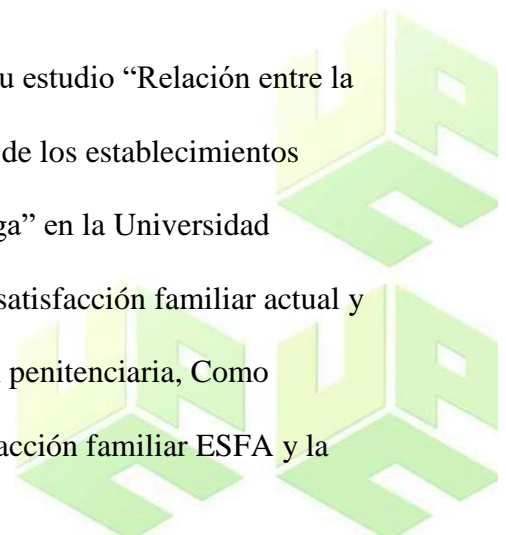 u estudio “Relación entre la
de los establecimientos
ga” en la Universidad
satisfacción familiar actual y
penitenciaria, Como
acción familiar ESFA y la